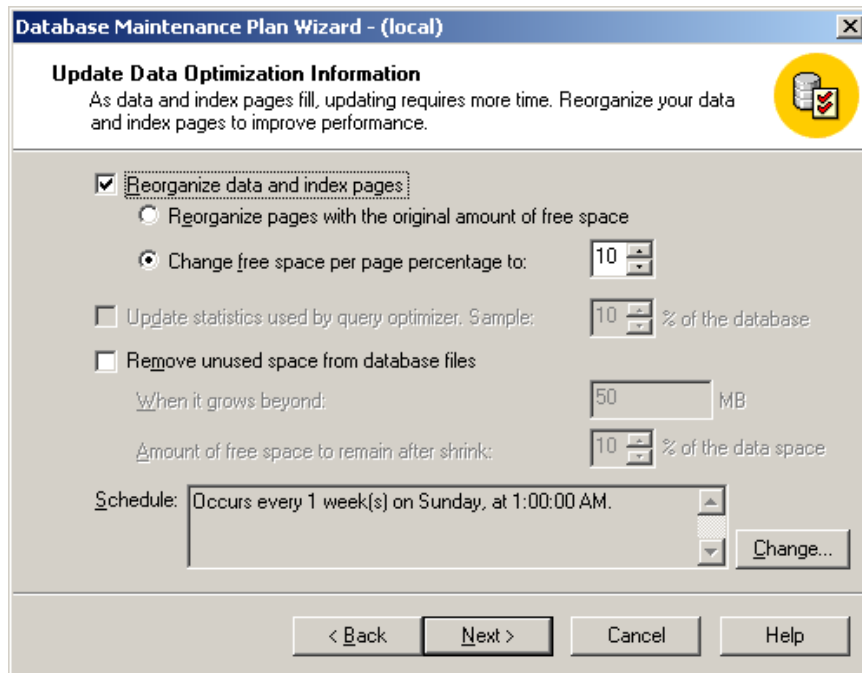 Database Maintenance Plan Wizard - (local)
Update Data Optimization Information
As data and index pages fill, updating requires more time. Reorganize your data
and index pages to improve performance.
Reorganize data and index pages
Reorganize pages with the original amount of free space
Change free space per page percentage to: 10
Update statistics used by query optimizer. Sample: 10 % of the database
Remove unused space from database files
When it grows beyond: 50 MB
Amount of free space to remain after shrink: 10 % of the data space
Schedule: Occurs every 1 week(s) on Sunday, at 1:00:00 AM.
Change...
< Back Next > Cancel Help